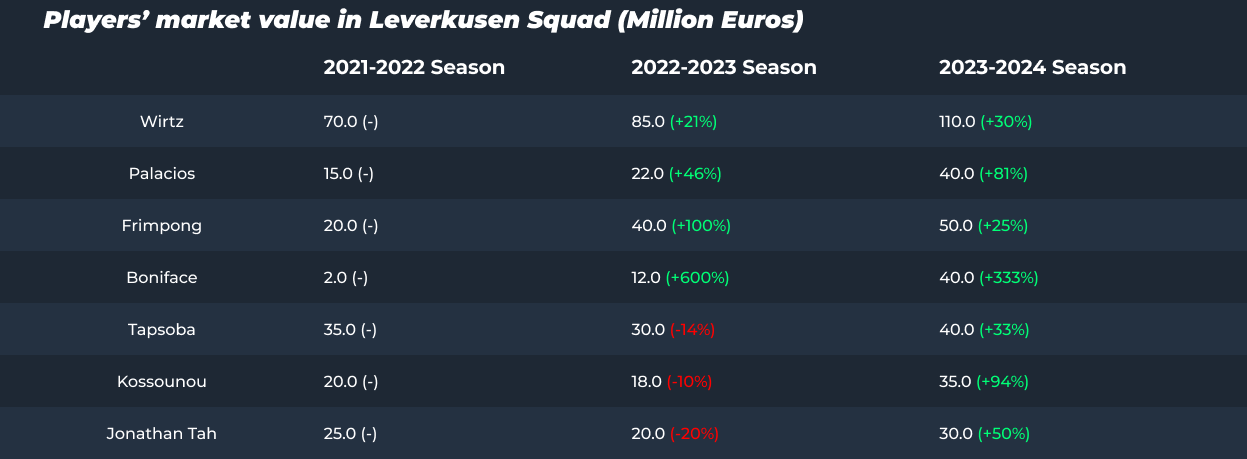 Players’ market value in Leverkusen Squad (Million Euros)
2021-2022 Season 2022-2023 Season 2023-2024 Season
Wirtz 70.0 (-) 85.0 (+21%) 110.0 (+30%)
Palacios 15.0 (-) 22.0 (+46%) 40.0 (+81%)
Frimpong 20.0 (-) 40.0 (+100%) 50.0 (+25%)
Boniface 2.0 (-) 12.0 (+600%) 40.0 (+333%)
Tapsoba 35.0 (-) 30.0 (-14%) 40.0 (+33%)
Kossounou 20.0 (-) 18.0 (-10%) 35.0 (+94%)
Jonathan Tah 25.0 (-) 20.0 (-20%) 30.0 (+50%)